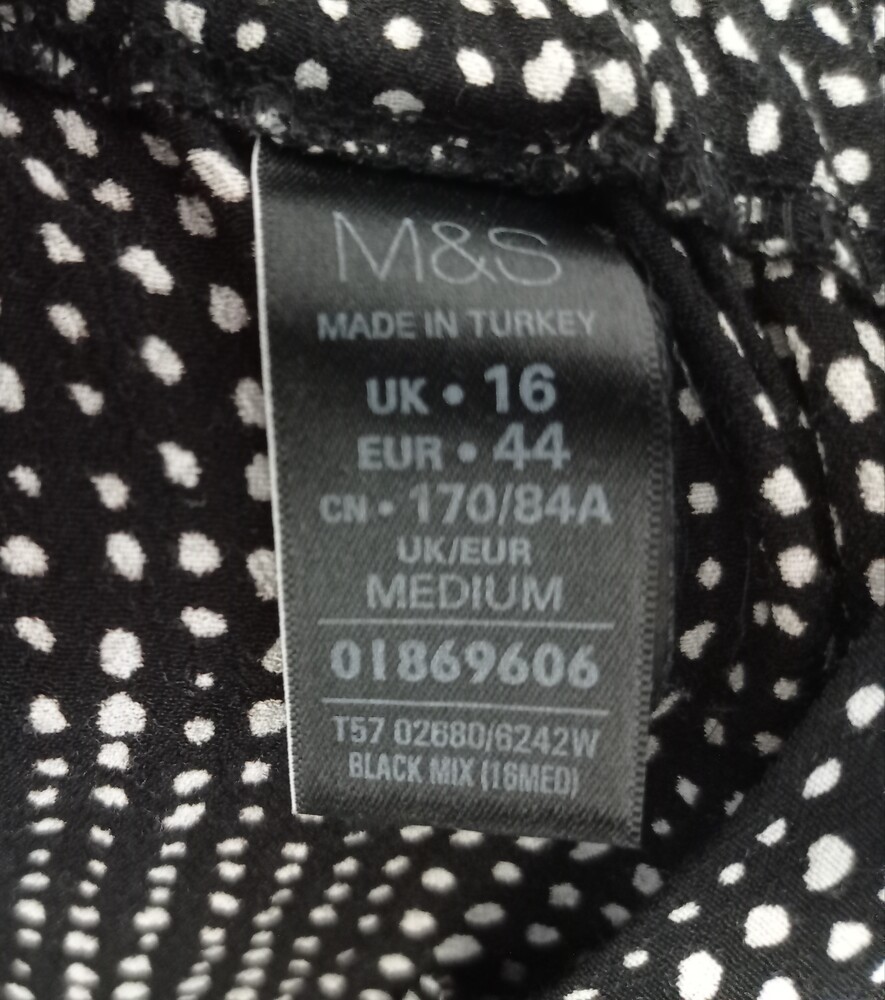 M&S
MADE IN TURKEY
UK • 16
EUR • 44
CN • 170/84A
UK/EUR
MEDIUM
01869606
T57 02680/6242W
BLACK MIX (16MED)